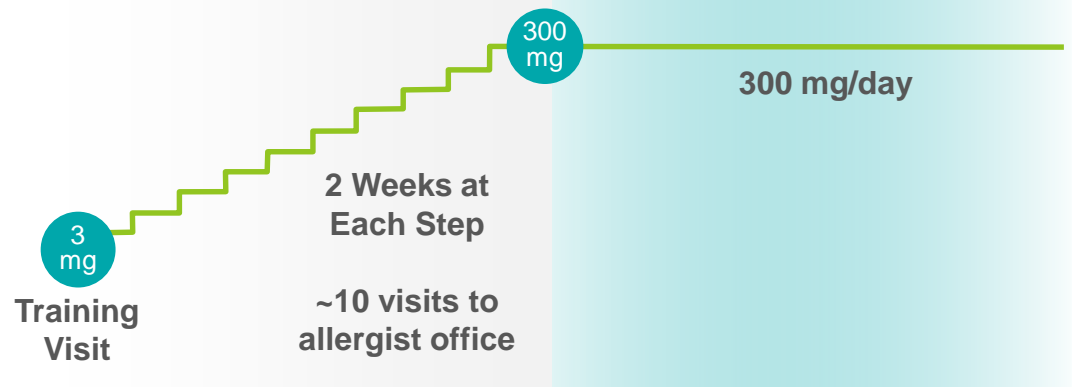 300
mg
300 mg/day
2 Weeks at
Each Step
3
mg
Training
Visit
~10 visits to
allergist office